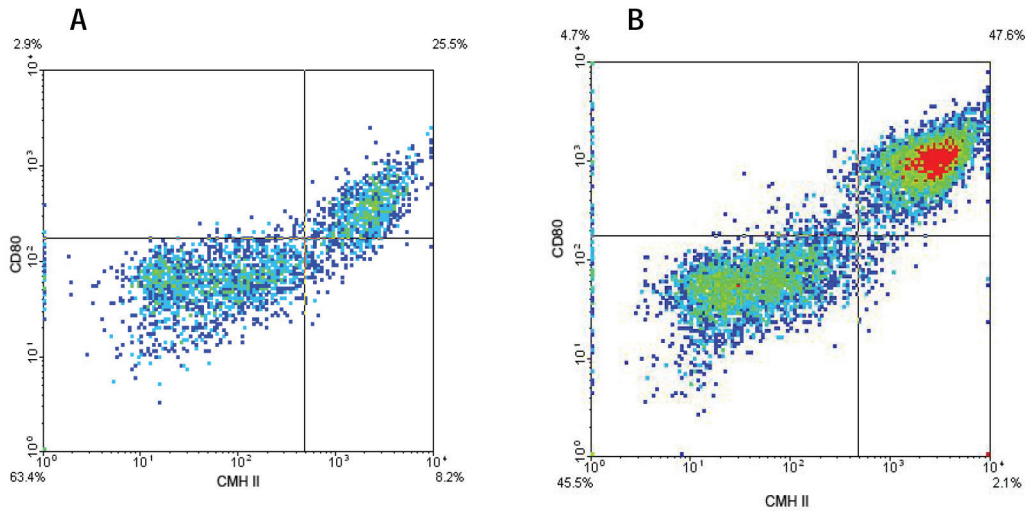 A
2.9%
25.5%
10⁴
10³
10²
10¹
10⁰
CD80
10⁰ 10¹ 10² 10³ 10⁴
63.4%
CMH II
8.2%
B
4.7%
47.6%
10⁴
10³
10²
10¹
10⁰
CD80
10⁰ 10¹ 10² 10³ 10⁴
45.5%
CMH II
2.1%